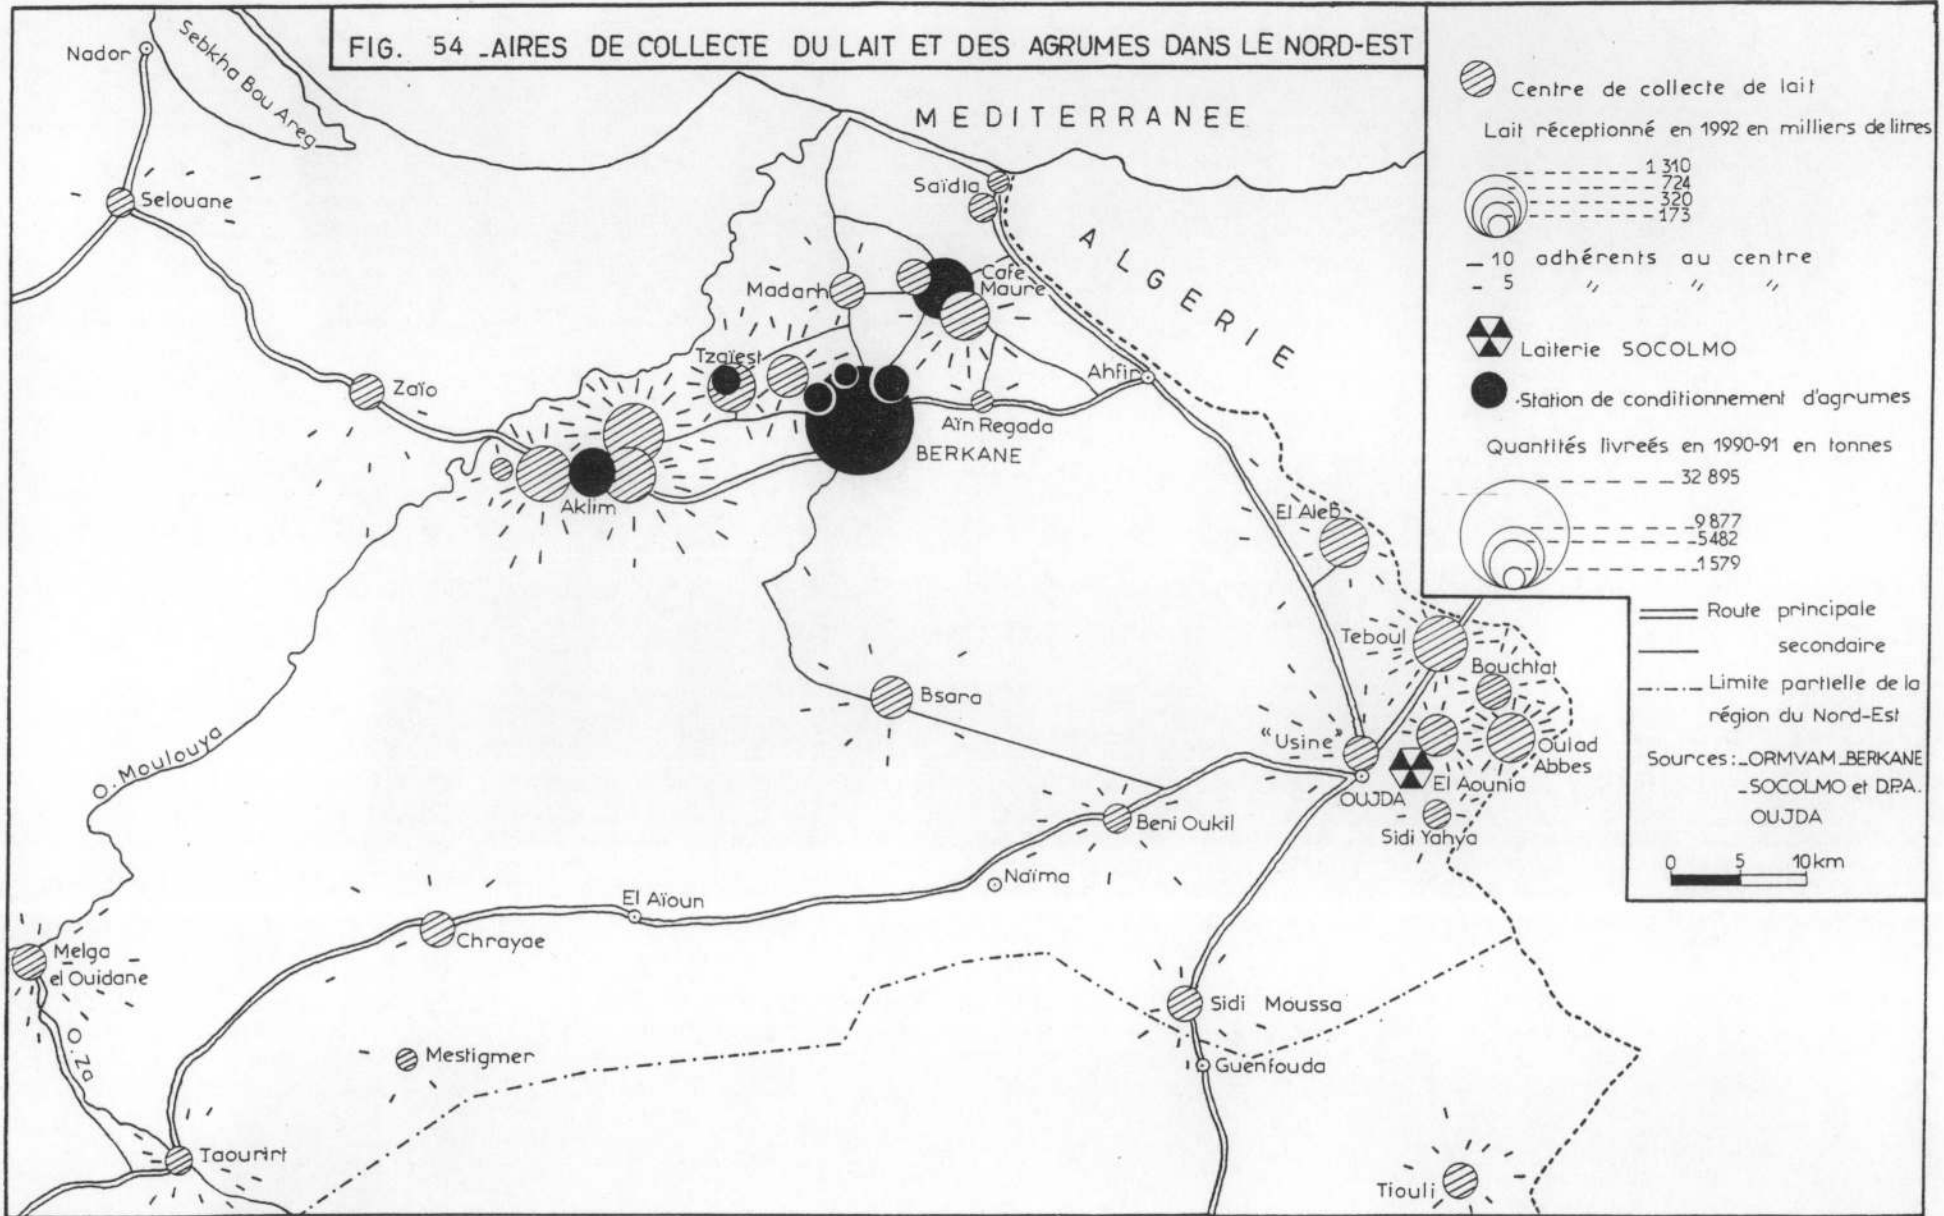 FIG. 54 _AIRES DE COLLECTE DU LAIT ET DES AGRUMES DANS LE NORD-EST
Nador
Sebkha Bou Areg
MEDITERRANEE
Selouane
Saïdia
ALGERIE
Madarh
Café
Maure
Tzaïest
Zaïo
Ahfir
Aïn Regada
BERKANE
Aklim
El Aleb
Teboul
Bouchtat
Bsara
"Usine"
Oulad
Abbes
O. Moulouya
OUJDA
El Aounia
Beni Oukil
Sidi Yahya
Naïma
El Aïoun
Chrayae
Melga
el Ouidane
Sidi Moussa
O. Za
Mestigmer
Guenfouda
Taourirt
Tiouli
Centre de collecte de lait
Lait réceptionné en 1992 en milliers de litres
1 310
724
320
173
_ 10 adhérents au centre
- 5 " " "
Laiterie SOCOLMO
Station de conditionnement d'agrumes
Quantités livreés en 1990-91 en tonnes
32 895
9 877
5482
1 579
Route principale
secondaire
Limite partielle de la
région du Nord-Est
Sources:_ORMVAM_BERKANE
_SOCOLMO et D.P.A.
OUJDA
0 5 10 km